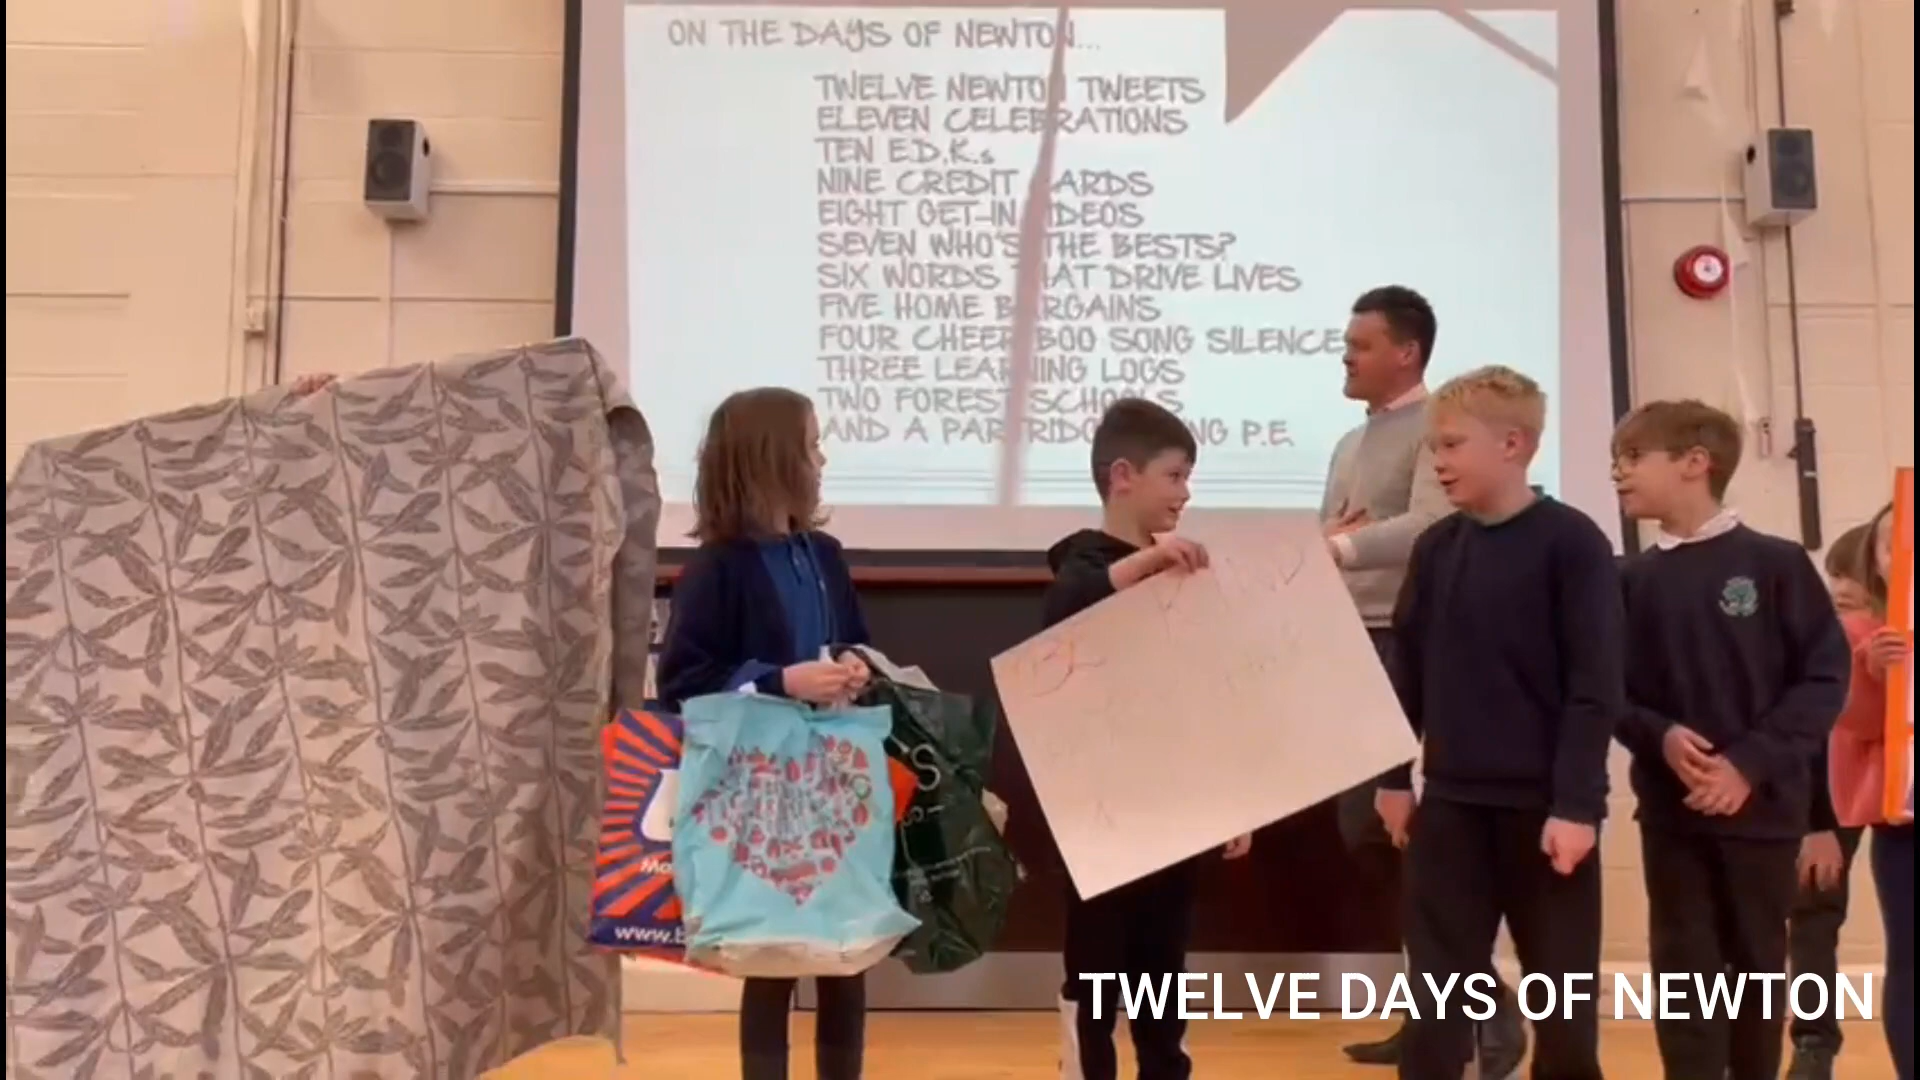 ON THE DAYS OF NEWTON...
TWELVE NEWTON TWEETS
ELEVEN CELEBRATIONS
TEN E.D.K.s
NINE CREDIT CARDS
EIGHT GET-IN VIDEOS
SEVEN WHO'S THE BESTS?
SIX WORDS THAT DRIVE LIVES
FIVE HOME BARGAINS
FOUR CHEER BOO SONG SILENCES
THREE LEARNING LOGS
TWO FOREST SCHOOLS
AND A PARTRIDGE P.E.
www.b
TWELVE DAYS OF NEWTON